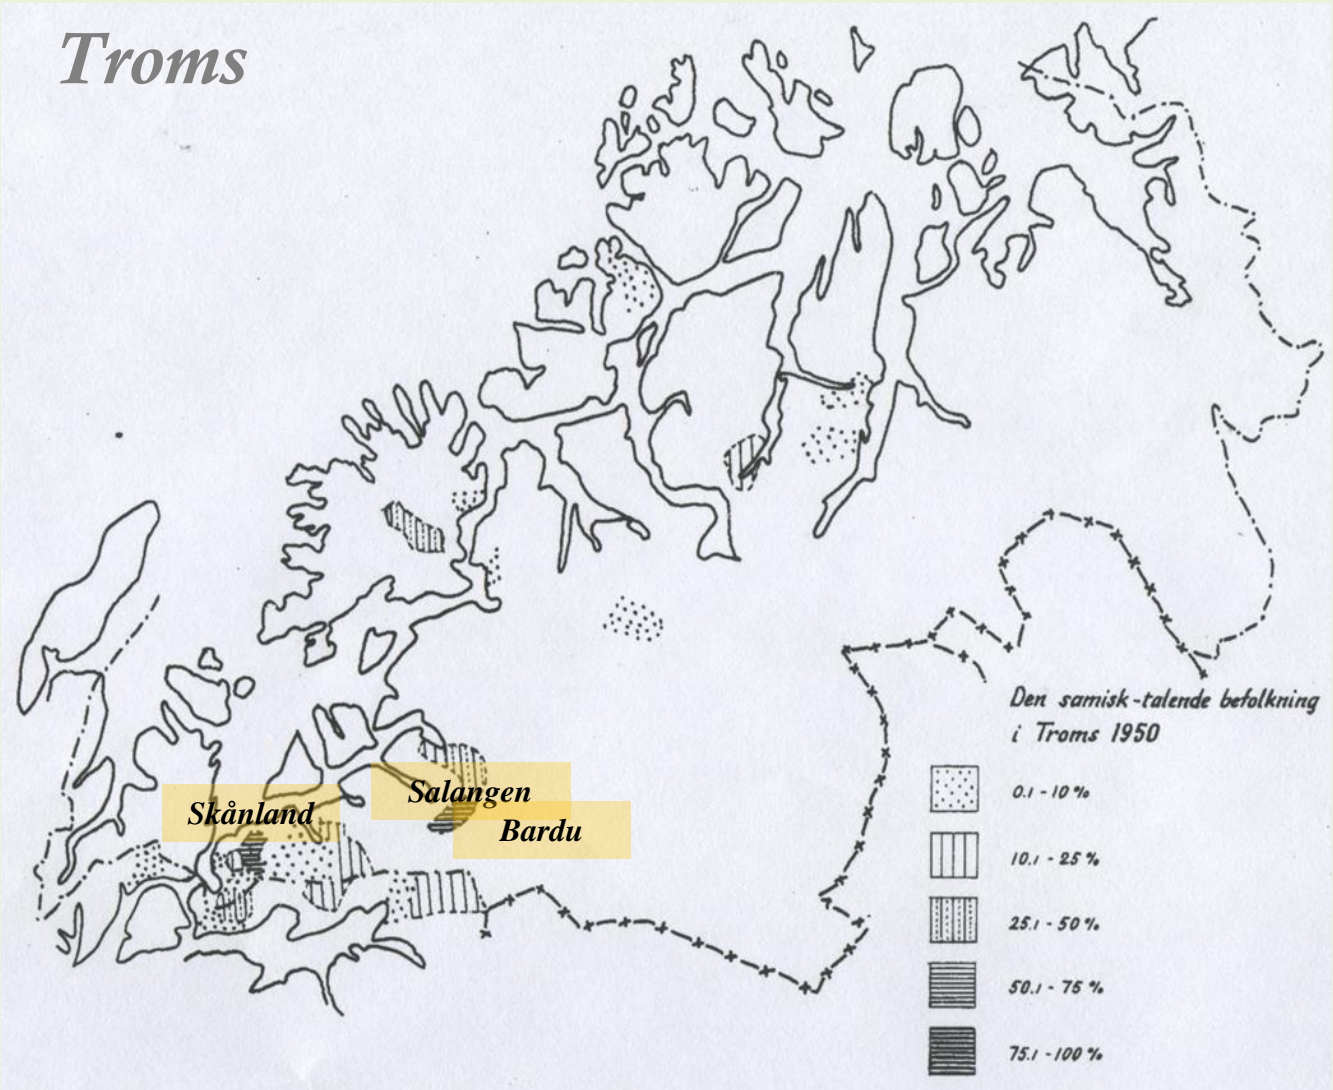 Troms
Skånland
Salangen
Bardu
Den samisk-talende befolkning
i Troms 1950
0.1 - 10 %
10.1 - 25 %
25.1 - 50 %
50.1 - 75 %
75.1 - 100 %